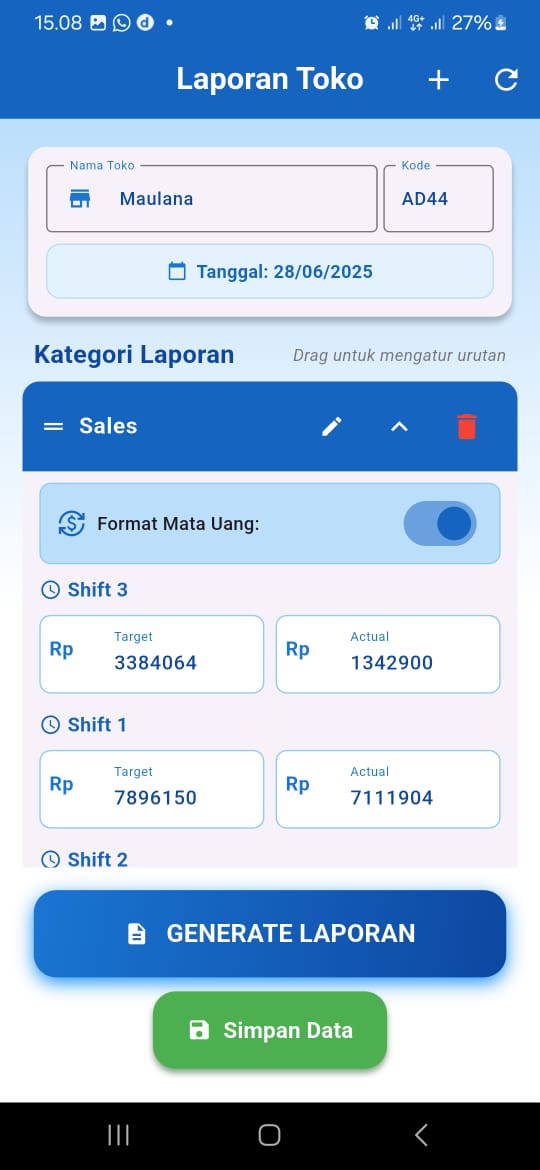 15.08 4G+ 27%
Laporan Toko
Nama Toko Kode
Maulana AD44
Tanggal: 28/06/2025
Kategori Laporan Drag untuk mengatur urutan
Sales
Format Mata Uang:
Shift 3
Target Actual
Rp 3384064 Rp 1342900
Shift 1
Target Actual
Rp 7896150 Rp 7111904
Shift 2
GENERATE LAPORAN
Simpan Data